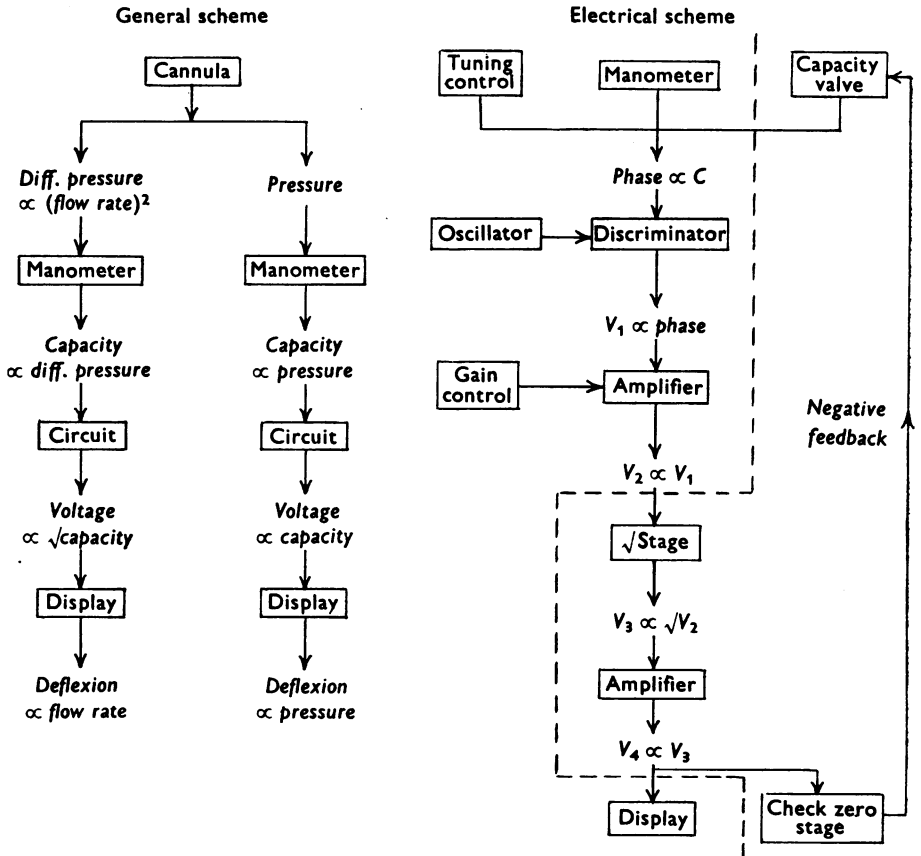 General scheme
Cannula
Diff. pressure
∝ (flow rate)²
Manometer
Capacity
∝ diff. pressure
Circuit
Voltage
∝ √capacity
Display
Deflexion
∝ flow rate
Pressure
Manometer
Capacity
∝ pressure
Circuit
Voltage
∝ capacity
Display
Deflexion
∝ pressure
Electrical scheme
Tuning
control
Manometer
Capacity
valve
Phase ∝ C
Oscillator
Discriminator
V₁ ∝ phase
Gain
control
Amplifier
Negative
feedback
V₂ ∝ V₁
√Stage
V₃ ∝ √V₂
Amplifier
V₄ ∝ V₃
Display
Check zero
stage